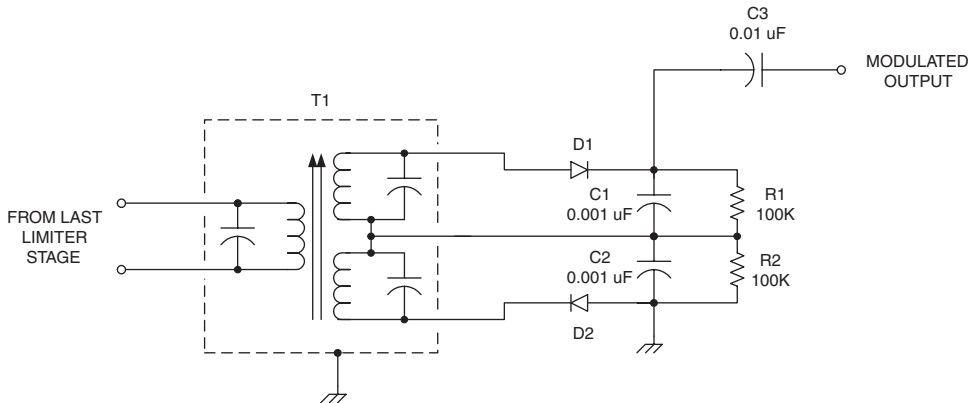 C3
0.01 uF
MODULATED
OUTPUT
T1
D1
C1
0.001 uF
R1
100K
FROM LAST
LIMITER
STAGE
C2
0.001 uF
R2
100K
D2